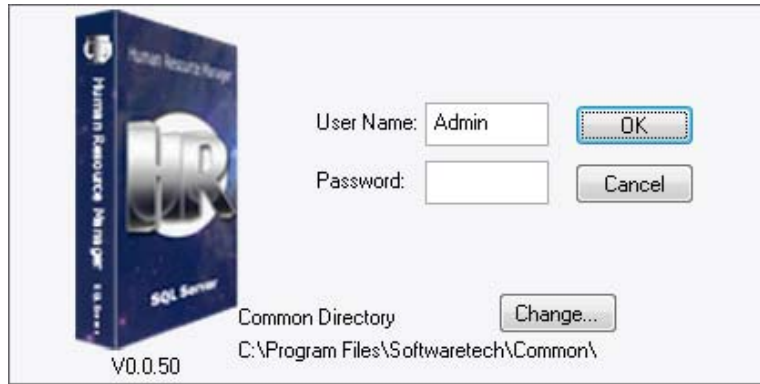 Human Resource Manager
Human Resource Manager
HR
SQL Server
User Name: Admin OK
Password: Cancel
Common Directory Change...
C:\Program Files\Softwaretech\Common\
V0.0.50